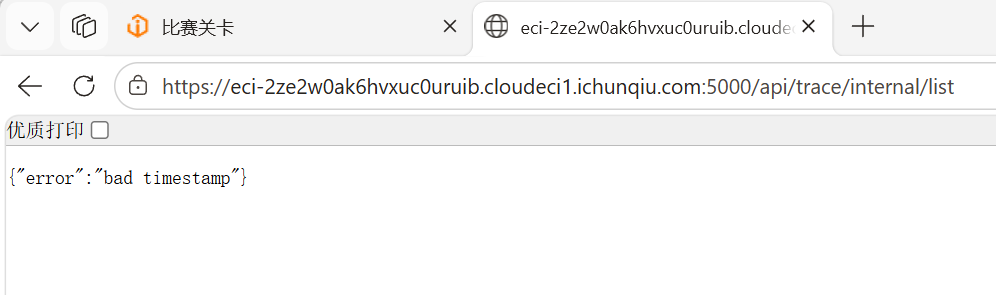 比赛关卡
eci-2ze2w0ak6hvxuc0uruib.cloudeci
https://eci-2ze2w0ak6hvxuc0uruib.cloudeci1.ichunqiu.com:5000/api/trace/internal/list
优质打印
{"error":"bad timestamp"}